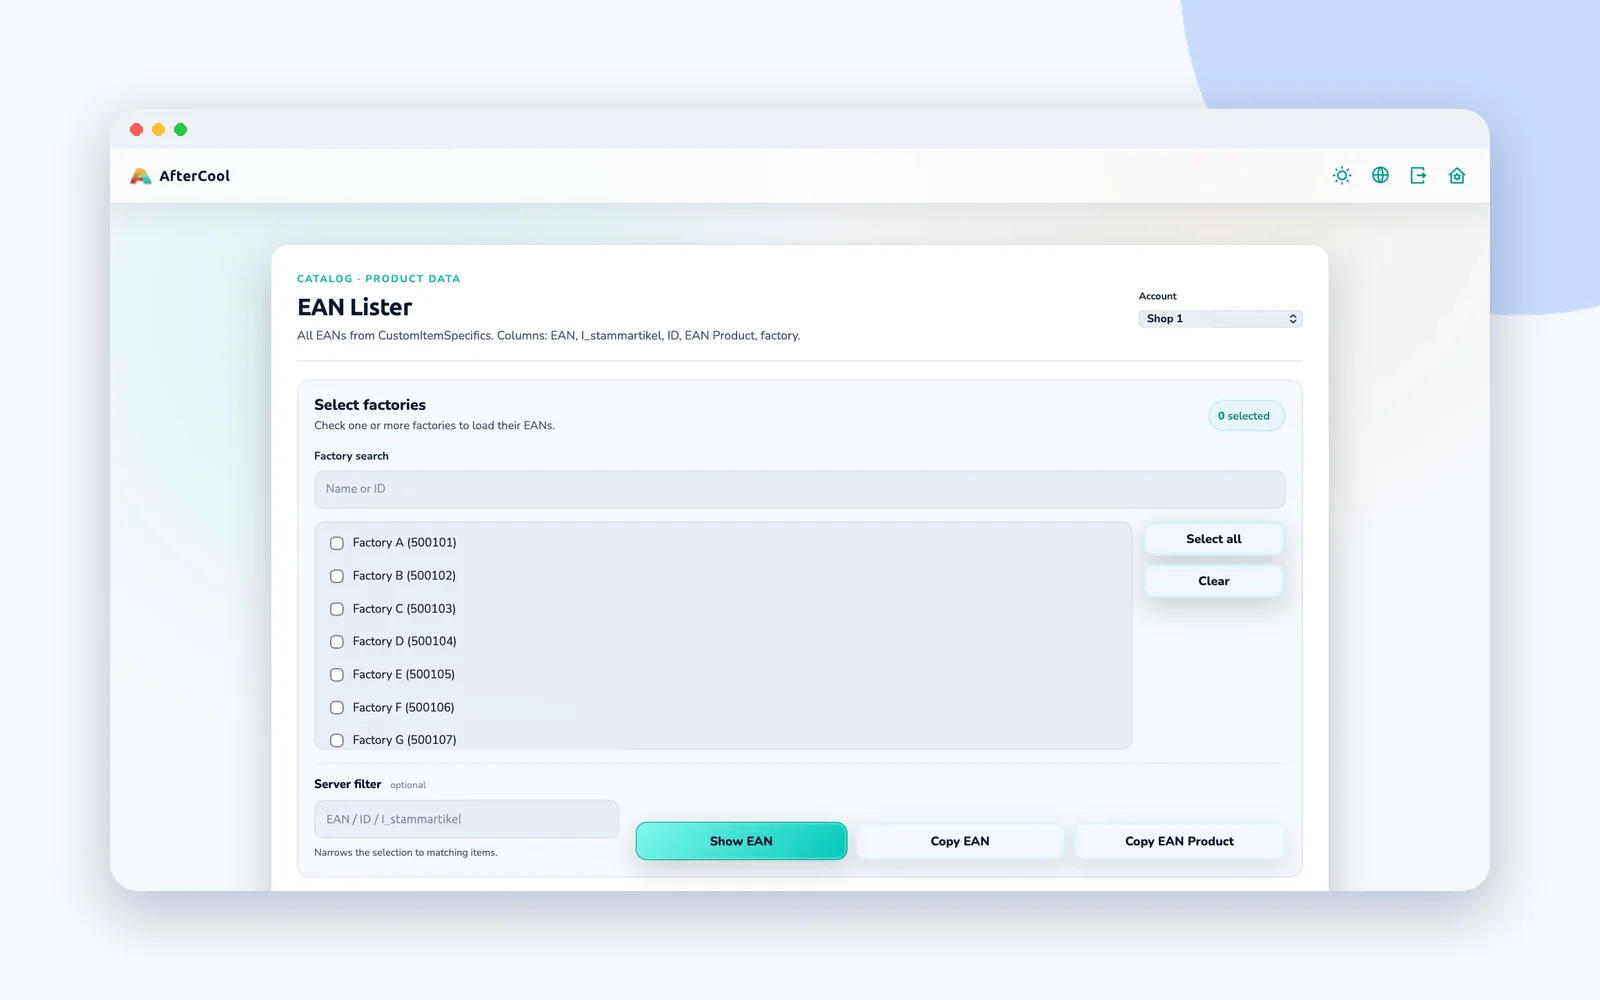 AfterCool
CATALOG · PRODUCT DATA
EAN Lister
All EANs from CustomItemSpecifics. Columns: EAN, I_stammartikel, ID, EAN Product, factory.
Account
Shop 1
Select factories
Check one or more factories to load their EANs.
0 selected
Factory search
Name or ID
Factory A (500101)
Factory B (500102)
Factory C (500103)
Factory D (500104)
Factory E (500105)
Factory F (500106)
Factory G (500107)
Select all
Clear
Server filter optional
EAN / ID / I_stammartikel
Narrows the selection to matching items.
Show EAN
Copy EAN
Copy EAN Product